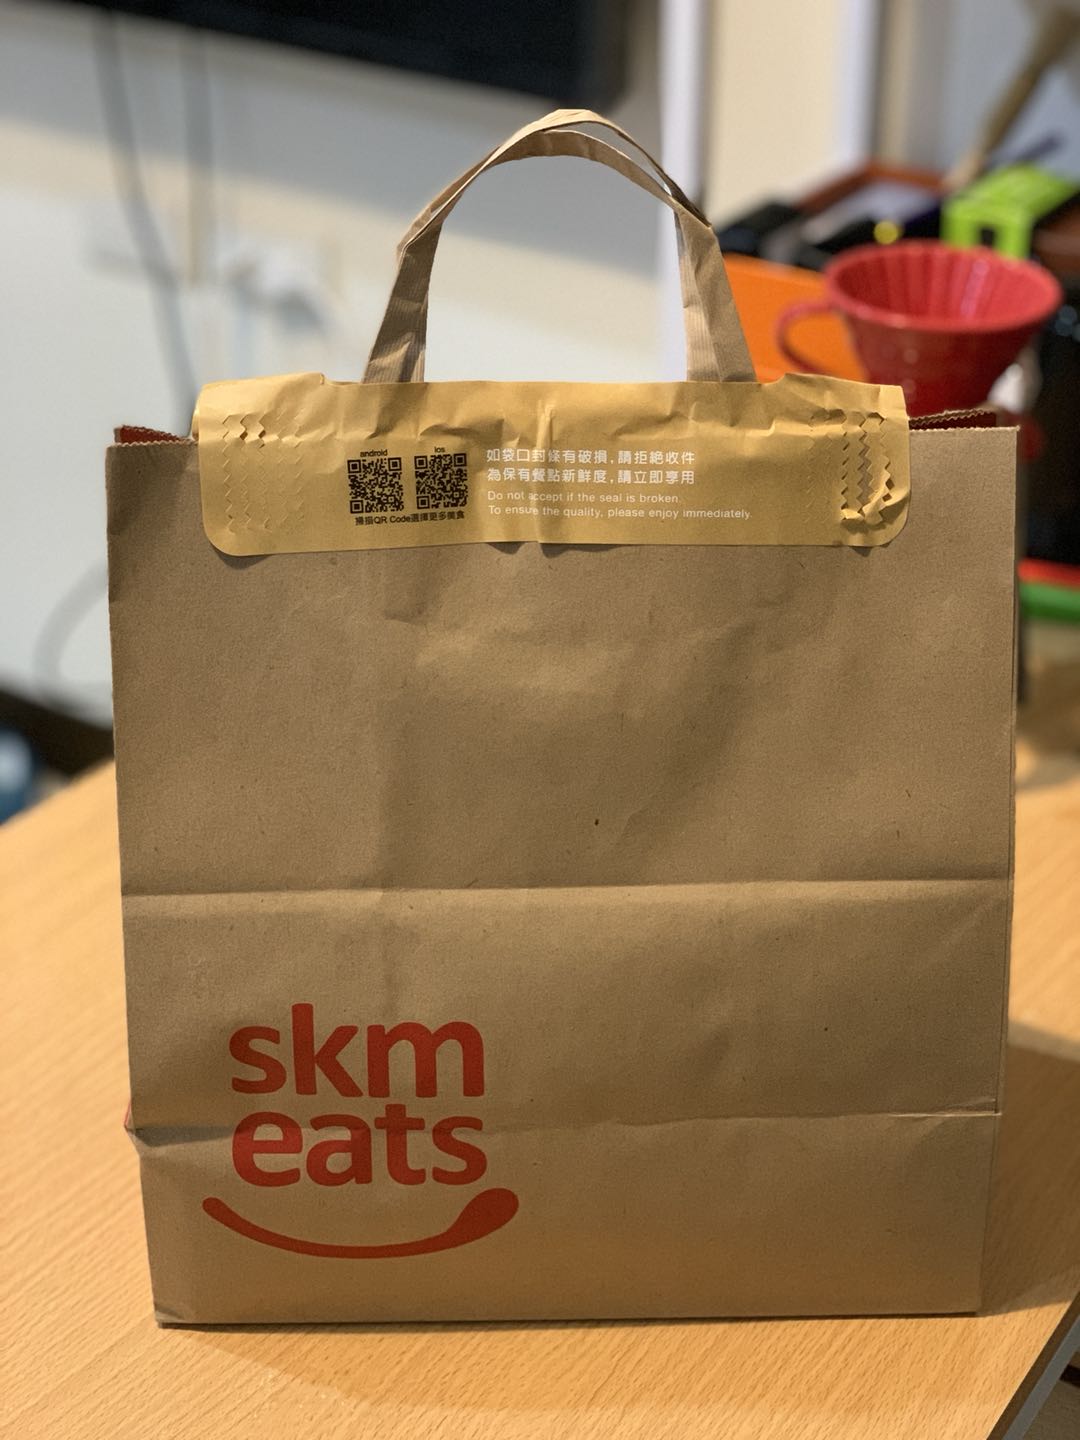 android
ios
掃描QR Code選擇更多美食
如袋口封條有破損，請拒絕收件
為保有餐點新鮮度，請立即享用
Do not accept if the seal is broken.
To ensure the quality, please enjoy immediately.
skm
eats